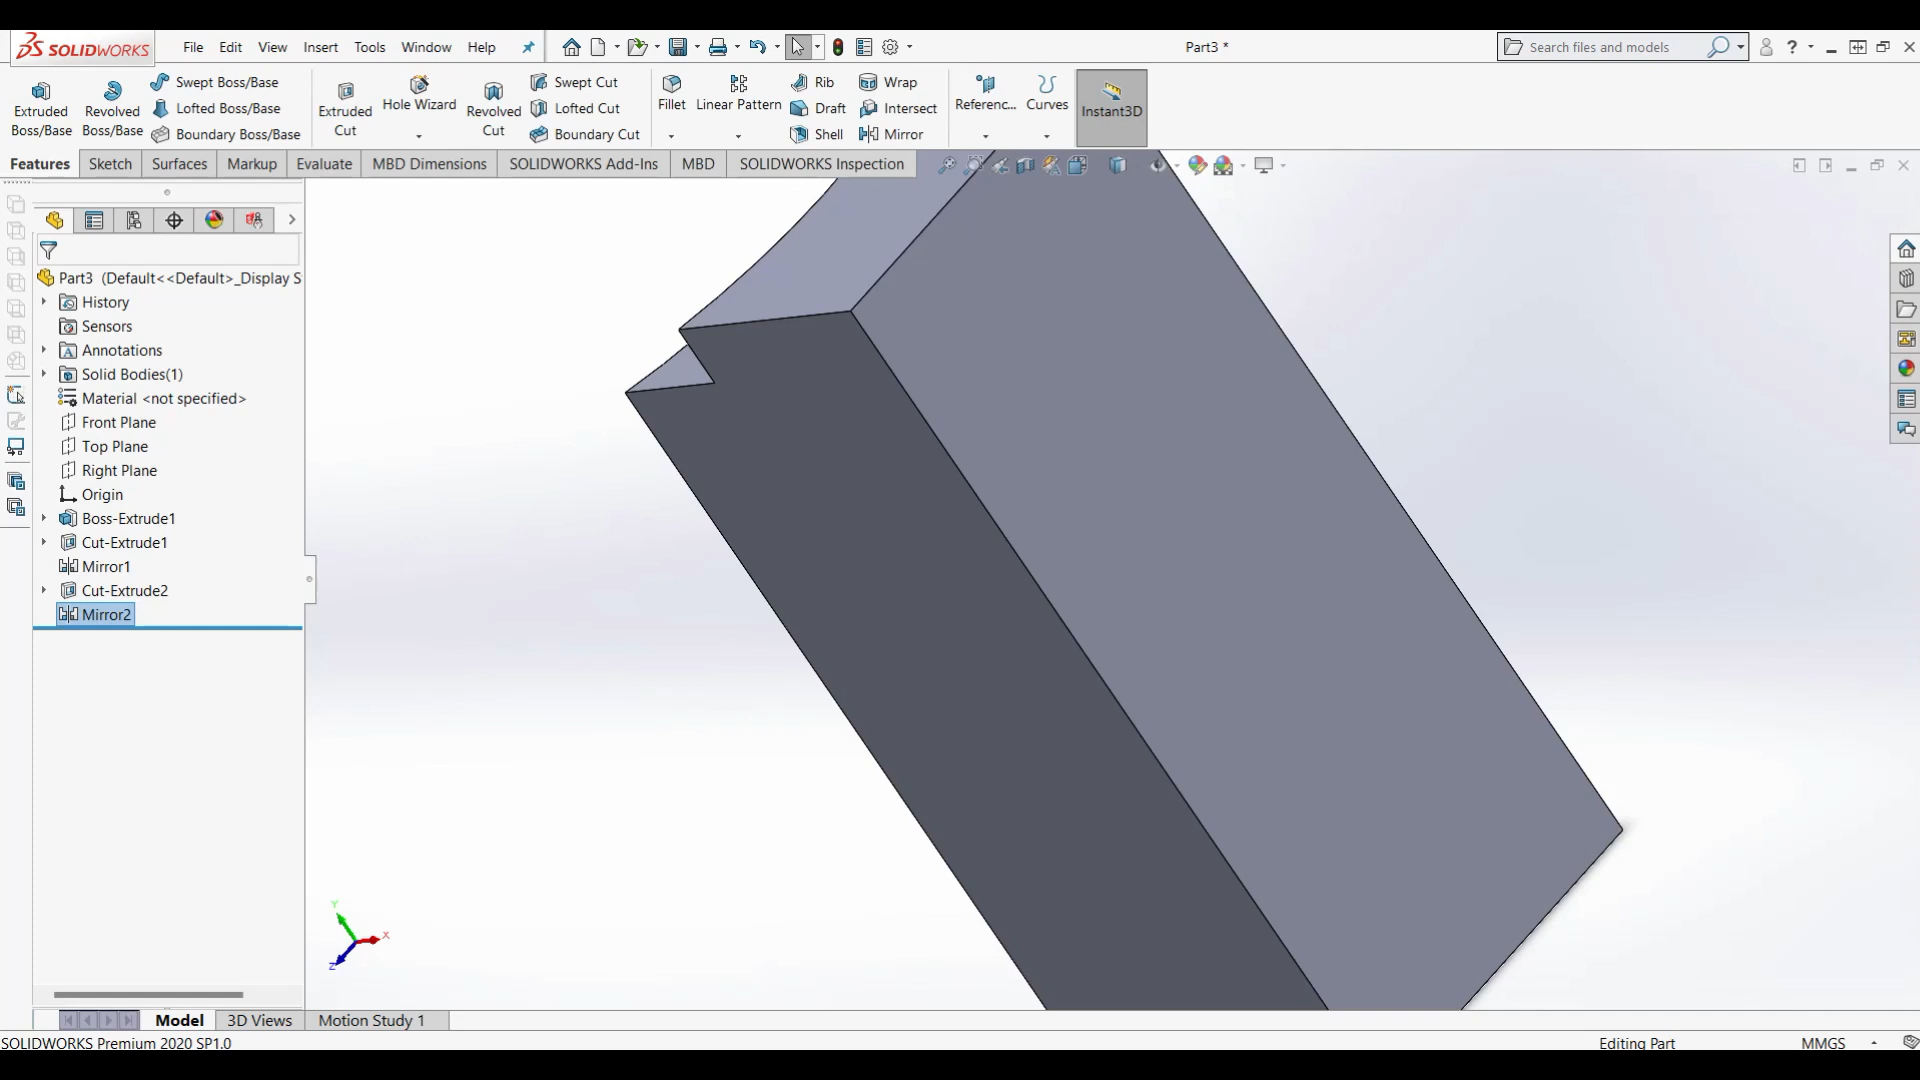 SOLIDWORKS File Edit View Insert Tools Window Help Part3 * Search files and models ?
Extruded Boss/Base
Revolved Boss/Base
Swept Boss/Base
Lofted Boss/Base
Boundary Boss/Base
Extruded Cut
Hole Wizard
Revolved Cut
Swept Cut
Lofted Cut
Boundary Cut
Fillet
Linear Pattern
Rib
Draft
Shell
Wrap
Intersect
Mirror
Referenc...
Curves
Instant3D
Features Sketch Surfaces Markup Evaluate MBD Dimensions SOLIDWORKS Add-Ins MBD SOLIDWORKS Inspection
Part3 (Default<<Default>_Display S
History
Sensors
Annotations
Solid Bodies(1)
Material <not specified>
Front Plane
Top Plane
Right Plane
Origin
Boss-Extrude1
Cut-Extrude1
Mirror1
Cut-Extrude2
Mirror2
Y
X
Z
Model 3D Views Motion Study 1
SOLIDWORKS Premium 2020 SP1.0 Editing Part MMGS